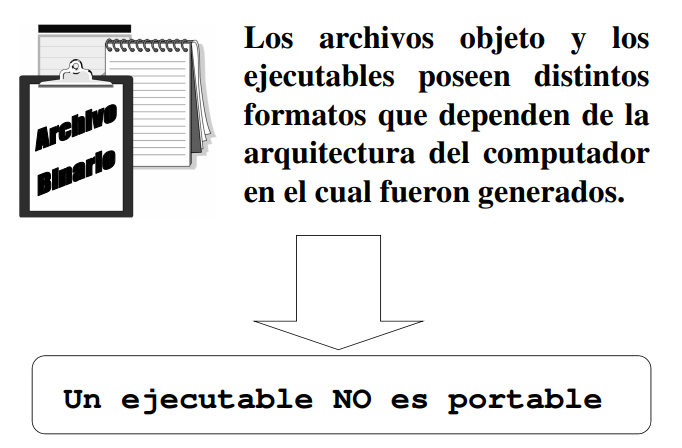 Archivo
Binario
Los archivos objeto y los
ejecutables poseen distintos
formatos que dependen de la
arquitectura del computador
en el cual fueron generados.
Un ejecutable NO es portable